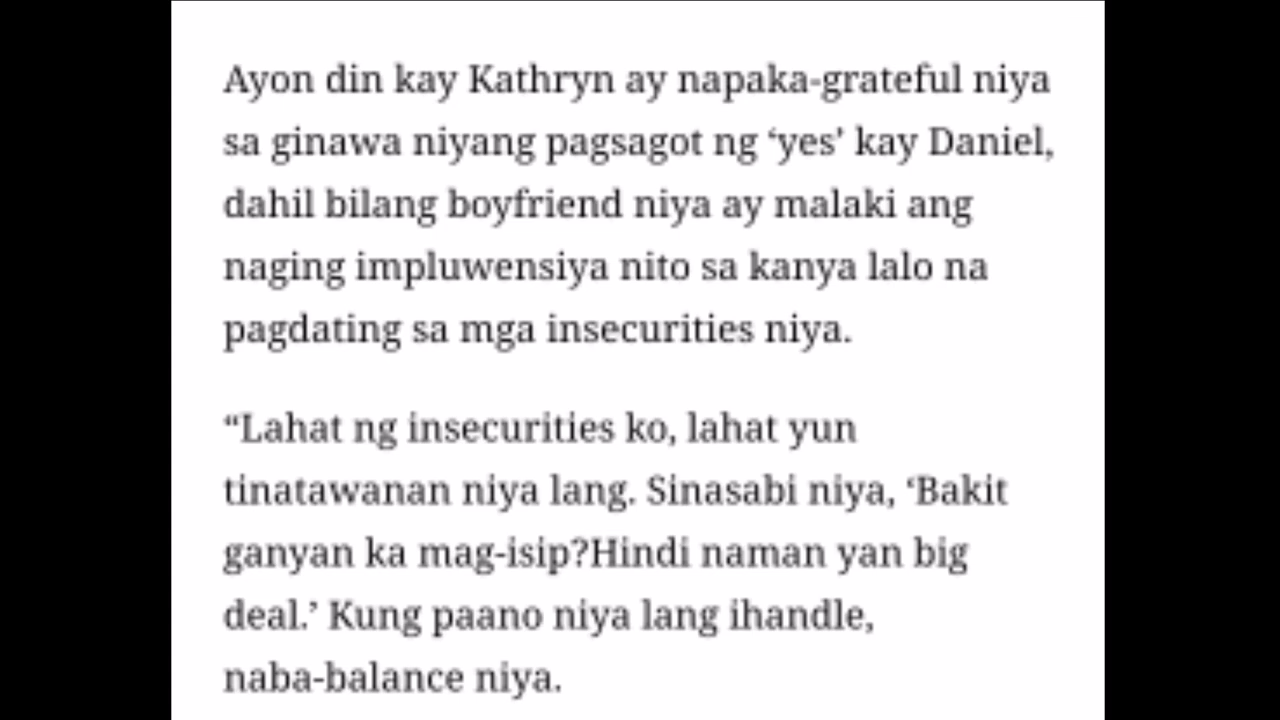 Ayon din kay Kathryn ay napaka-grateful niya
sa ginawa niyang pagsagot ng ‘yes’ kay Daniel,
dahil bilang boyfriend niya ay malaki ang
naging impluwensiya nito sa kanya lalo na
pagdating sa mga insecurities niya.
“Lahat ng insecurities ko, lahat yun
tinatawanan niya lang. Sinasabi niya, ‘Bakit
ganyan ka mag-isip?Hindi naman yan big
deal.’ Kung paano niya lang ihandle,
naba-balance niya.